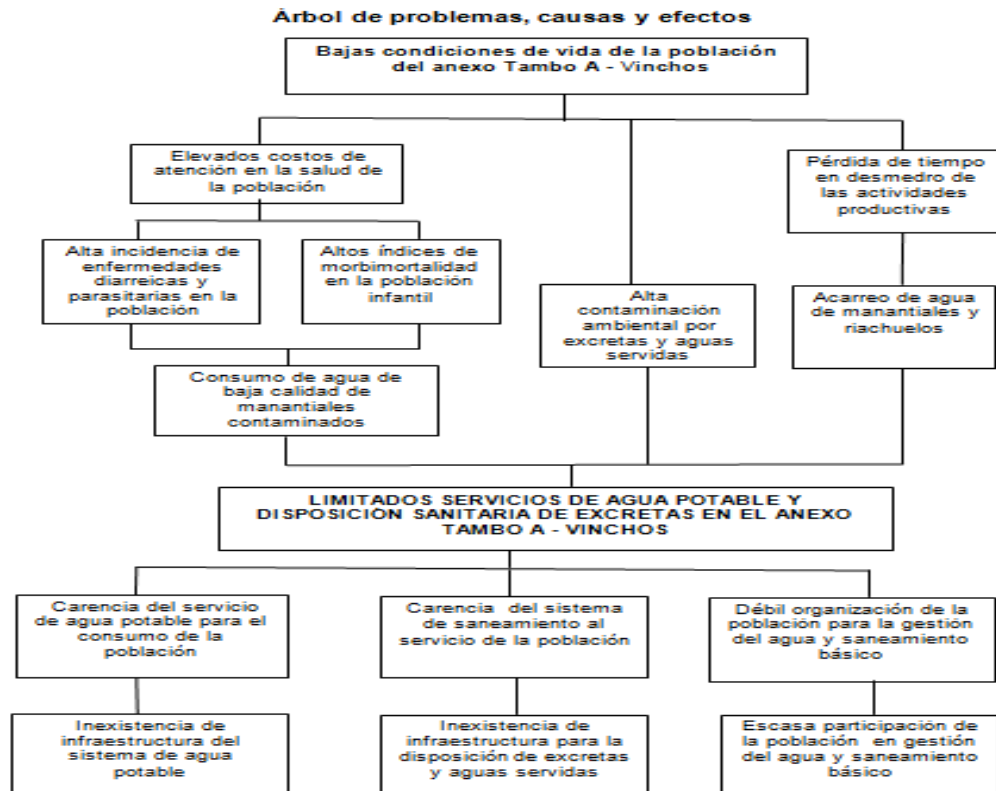 Árbol de problemas, causas y efectos
Bajas condiciones de vida de la población
del anexo Tambo A - Vinchos
Elevados costos de
atención en la salud de
la población
Pérdida de tiempo
en desmedro de
las actividades
productivas
Alta incidencia de
enfermedades
diarreicas y
parasitarias en la
población
Altos índices de
morbimortalidad
en la población
infantil
Alta
contaminación
ambiental por
excretas y aguas
servidas
Acarreo de agua
de manantiales y
riachuelos
Consumo de agua de
baja calidad de
manantiales
contaminados
LIMITADOS SERVICIOS DE AGUA POTABLE Y
DISPOSICIÓN SANITARIA DE EXCRETAS EN EL ANEXO
TAMBO A - VINCHOS
Carencia del servicio
de agua potable para el
consumo de la
población
Carencia del sistema
de saneamiento al
servicio de la población
Débil organización de la
población para la gestión
del agua y saneamiento
básico
Inexistencia de
infraestructura del
sistema de agua
potable
Inexistencia de
infraestructura para la
disposición de excretas
y aguas servidas
Escasa participación de
la población en gestión
del agua y saneamiento
básico